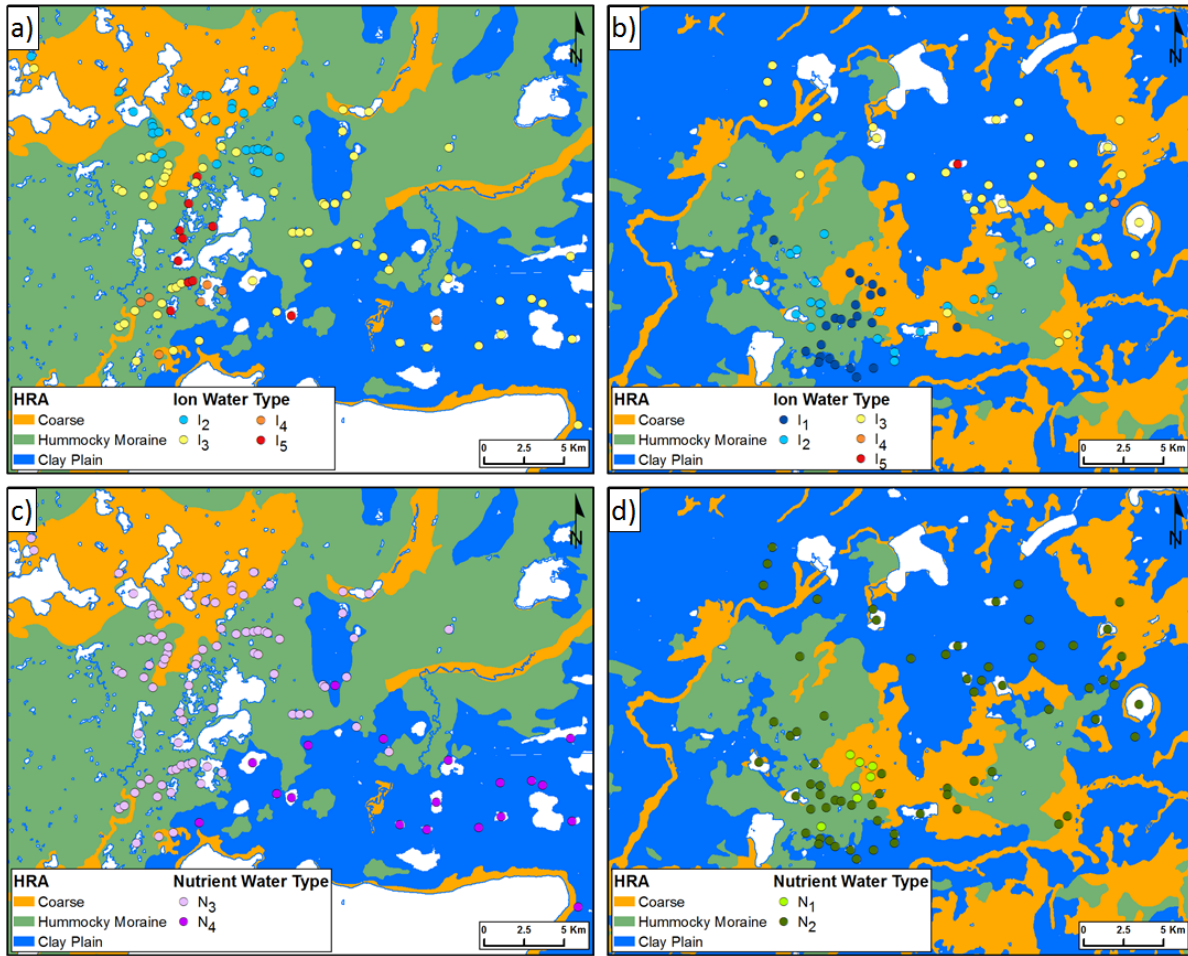 a)
N
HRA Ion Water Type
Coarse I2 I4
Hummocky Moraine I3 I5
Clay Plain
0 2.5 5 Km
b)
N
HRA Ion Water Type
Coarse I1 I3
Hummocky Moraine I2 I4
Clay Plain I5
0 2.5 5 Km
c)
N
HRA Nutrient Water Type
Coarse N3
Hummocky Moraine N4
Clay Plain
0 2.5 5 Km
d)
N
HRA Nutrient Water Type
Coarse N1
Hummocky Moraine N2
Clay Plain
0 2.5 5 Km